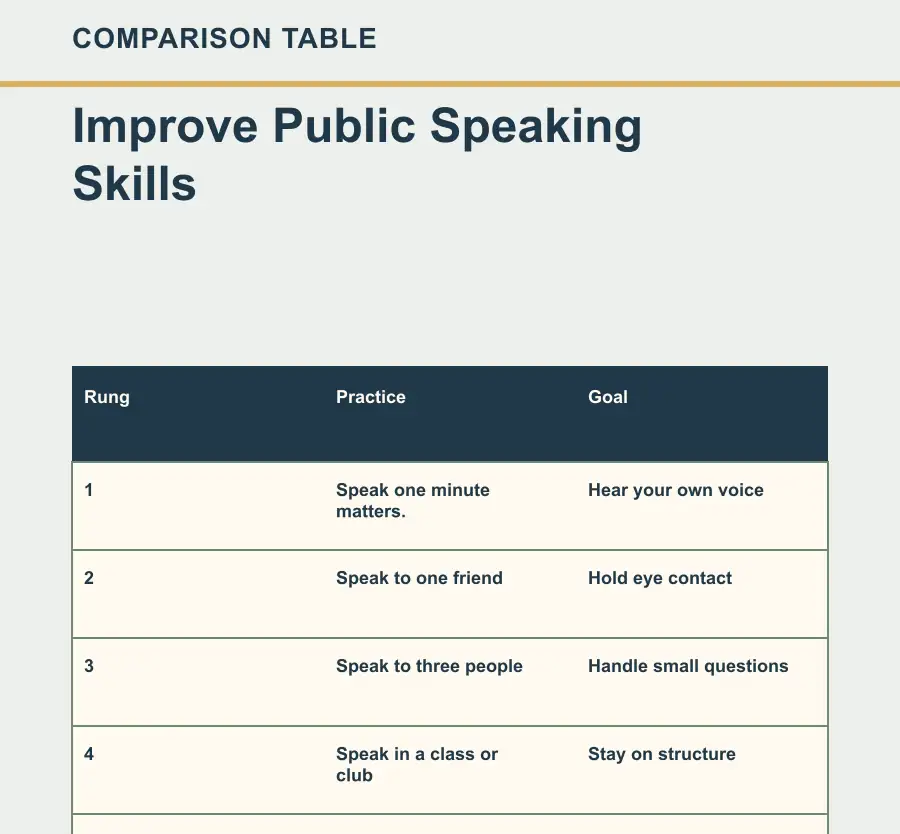 COMPARISON TABLE
Improve Public Speaking
Skills
Rung Practice Goal
1 Speak one minute Hear your own voice
matters.
2 Speak to one friend Hold eye contact
3 Speak to three people Handle small questions
4 Speak in a class or Stay on structure
club